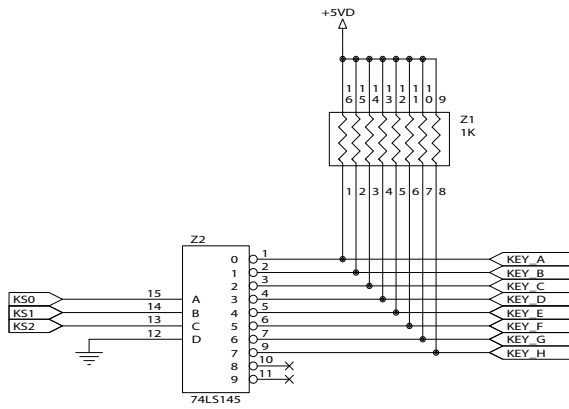 +5VD
16 15 14 13 12 11 10 9
Z1
1K
1 2 3 4 5 6 7 8
Z2
0 1 KEY_A
1 2 KEY_B
2 3 KEY_C
KS0 15 A 3 4 KEY_D
KS1 14 B 4 5 KEY_E
KS2 13 C 5 6 KEY_F
12 D 6 7 KEY_G
7 9 KEY_H
8 10
9 11
74LS145